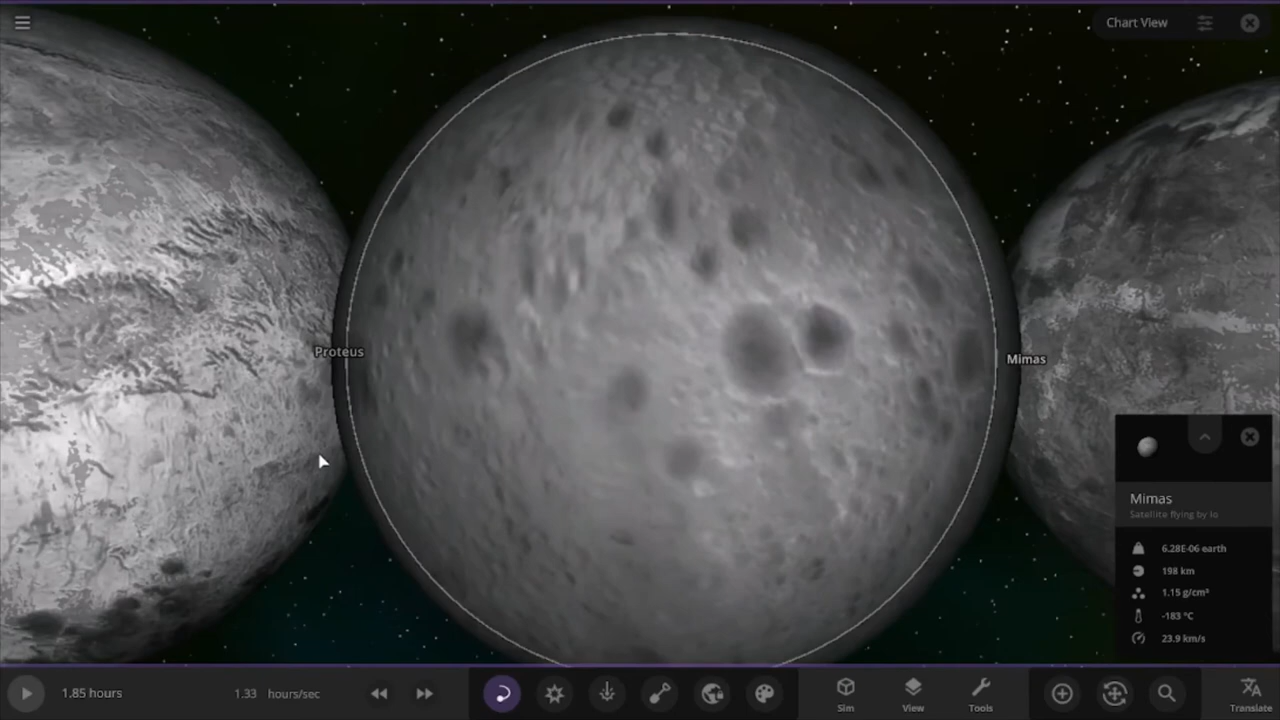 Chart View
Proteus
Mimas
Mimas
Satellite flying by Io
6.28E-06 earth
198 km
1.15 g/cm³
-183 °C
23.9 km/s
1.85 hours
1.33 hours/sec
Sim
View
Tools
Translate